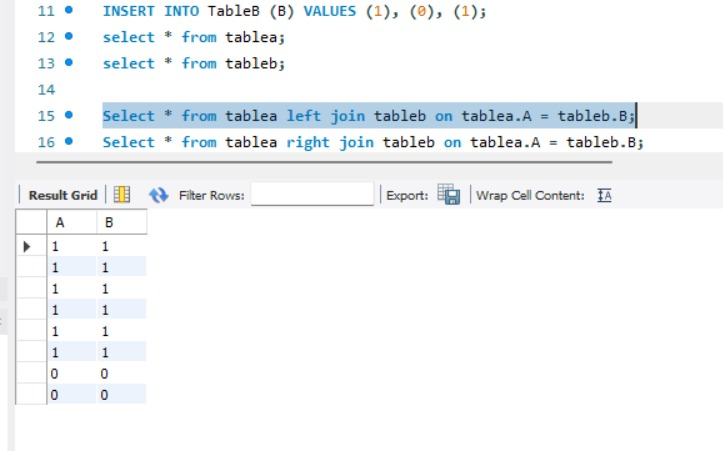 11 INSERT INTO TableB (B) VALUES (1), (0), (1);
12 select * from tablea;
13 select * from tableb;
14
15 Select * from tablea left join tableb on tablea.A = tableb.B;
16 Select * from tablea right join tableb on tablea.A = tableb.B;
Result Grid Filter Rows: Export: Wrap Cell Content: IA
A B
1 1
1 1
1 1
1 1
1 1
1 1
0 0
0 0